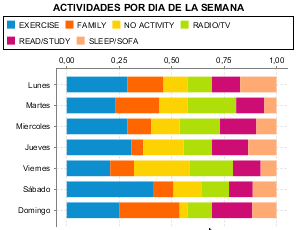 ACTIVIDADES POR DIA DE LA SEMANA
EXERCISE FAMILY NO ACTIVITY RADIO/TV
READ/STUDY SLEEP/SOFA
0,00 0,25 0,50 0,75 1,00
Lunes
Martes
Miercoles
Jueves
Viernes
Sábado
Domingo